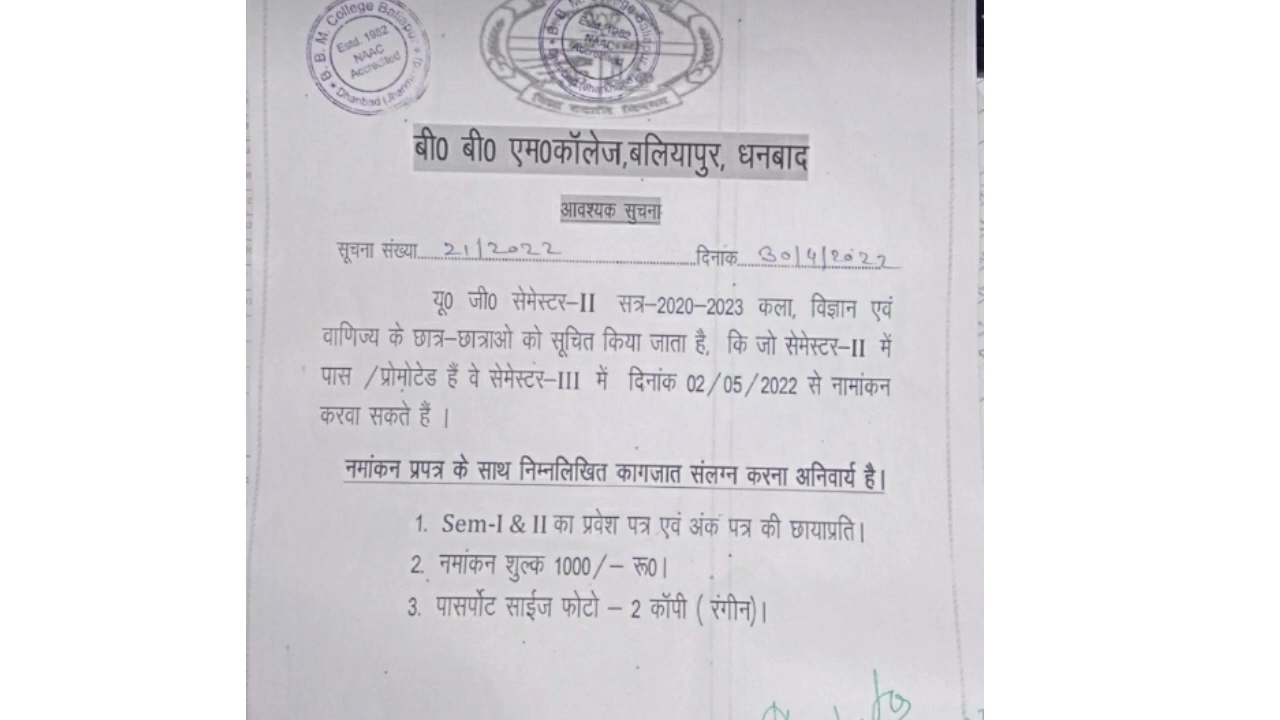 B. B. M. College Baliapur
Estd. 1982
NAAC
Accredited
Dhanbad (Jharkhand)
बी0 बी0 एम0कॉलेज,बलियापुर, धनबाद
आवश्यक सूचना
सूचना संख्या....21/2022....दिनांक....30/4/2022
यू0 जी0 सेमेस्टर-II सत्र-2020-2023 कला, विज्ञान एवं
वाणिज्य के छात्र-छात्राओ को सूचित किया जाता है, कि जो सेमेस्टर-II में
पास /प्रोमोटेड हैं वे सेमेस्टर-III में दिनांक 02/05/2022 से नामांकन
करवा सकते हैं ।
नमांकन प्रपत्र के साथ निम्नलिखित कागजात संलग्न करना अनिवार्य है।
1. Sem-I & II का प्रवेश पत्र एवं अंक पत्र की छायाप्रति।
2. नमांकन शुल्क 1000/- रू0।
3. पासर्पोट साईज फोटो - 2 कॉपी ( रंगीन)।